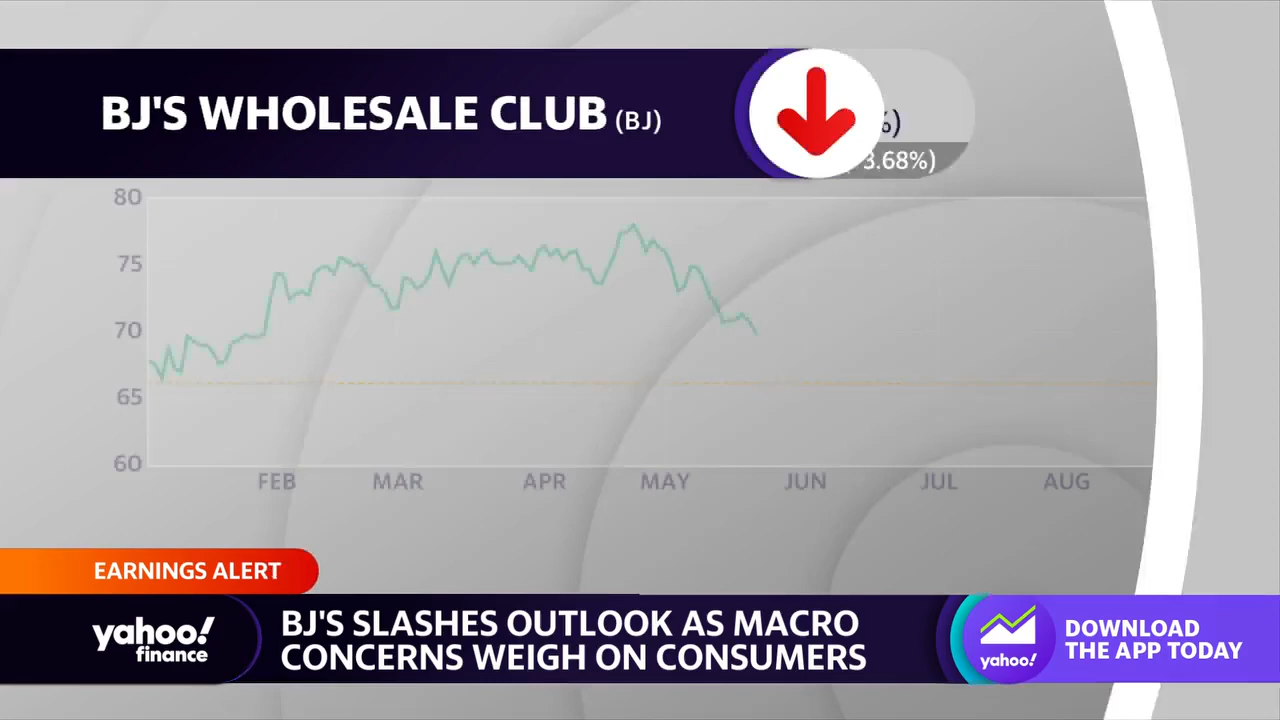 BJ'S WHOLESALE CLUB (BJ)
%)
3.68%)
80
75
70
65
60
FEB MAR APR MAY JUN JUL AUG
EARNINGS ALERT
yahoo!
finance
BJ'S SLASHES OUTLOOK AS MACRO
CONCERNS WEIGH ON CONSUMERS
yahoo!
DOWNLOAD
THE APP TODAY